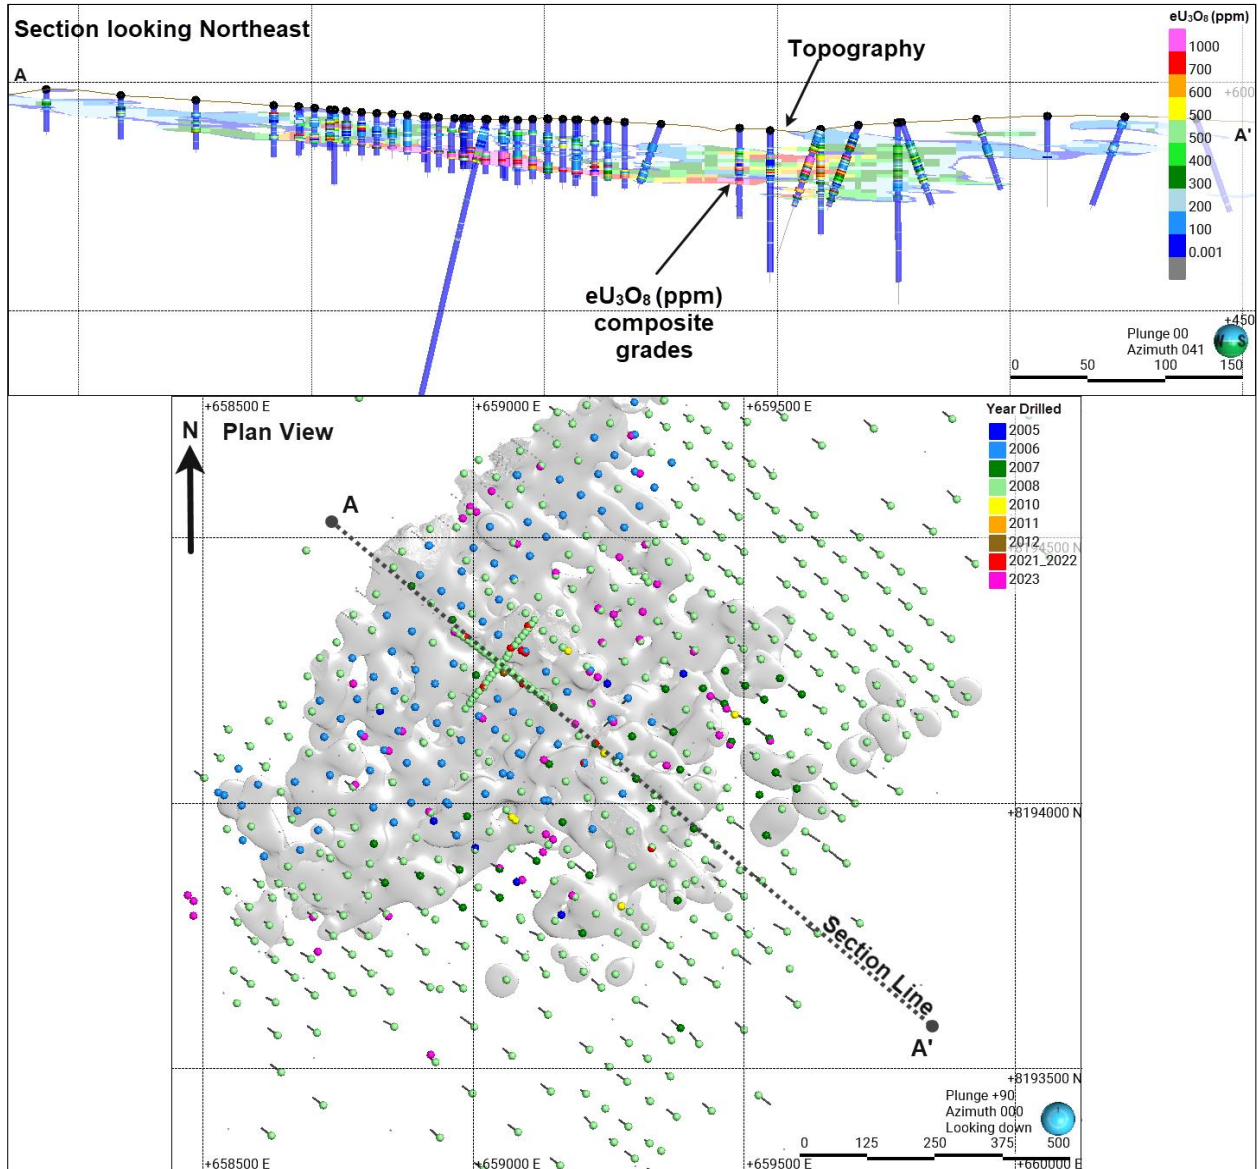 Section looking Northeast
eU₃O₈ (ppm)
1000
700
600
500
500
400
300
200
100
0.001
Topography
A
+600
A'
eU₃O₈ (ppm)
composite
grades
+450
Plunge 00
Azimuth 041
N S
0 50 100 150
+658500 E +659000 E +659500 E
Year Drilled
2005
2006
2007
2008
2010
2011
2012
2021_2022
2023
N
Plan View
A
+8194500 N
+8194000 N
Section Line
A'
+8193500 N
Plunge +90
Azimuth 000
Looking down
0 125 250 375 500
+658500 E +659000 E +659500 E +660000 E